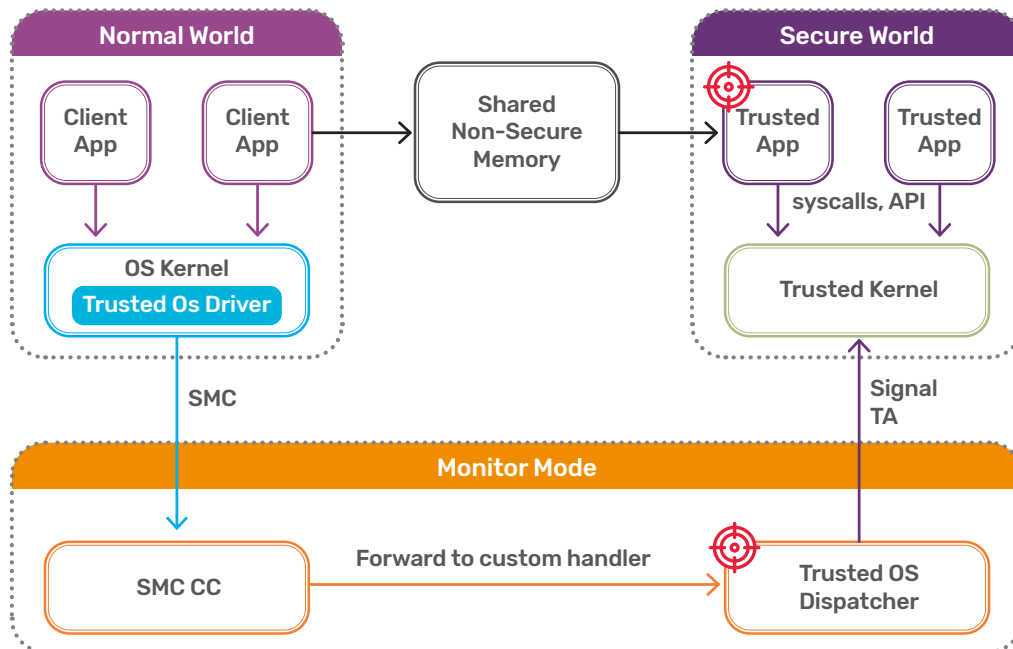 Normal World
Secure World
Client
App
Client
App
Shared
Non-Secure
Memory
Trusted
App
Trusted
App
syscalls, API
OS Kernel
Trusted Os Driver
Trusted Kernel
SMC
Signal
TA
Monitor Mode
SMC CC
Forward to custom handler
Trusted OS
Dispatcher